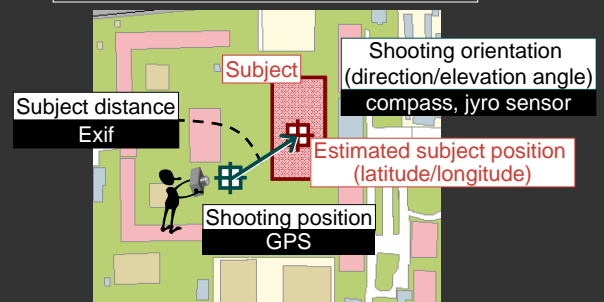 Subject
Shooting orientation
(direction/elevation angle)
compass, jyro sensor
Subject distance
Exif
Estimated subject position
(latitude/longitude)
Shooting position
GPS